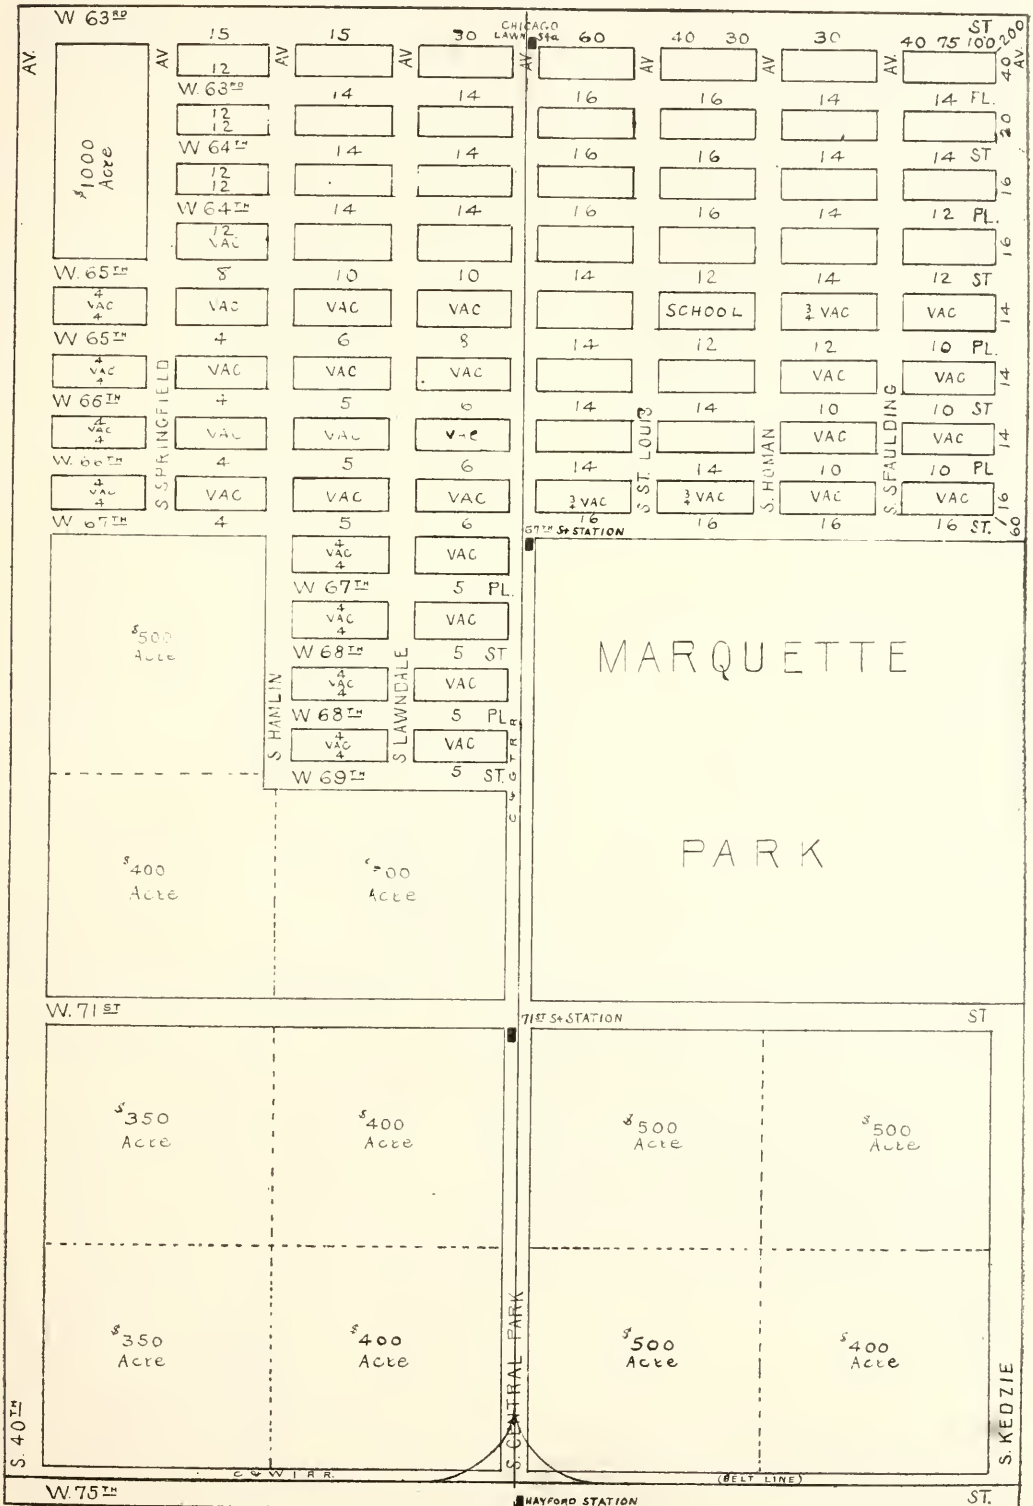 W 63RD ST
CHICAGO
LAWN Sta
AV. AV AV AV AV AV AV AV. AV.
15 15 30 60 40 30 30 40 75 100 200
12 40
W. 63RD 14 14 16 16 14 14 PL.
12
12 20
W 64TH 14 14 16 16 14 14 ST
12
12 16
W 64TH 14 14 16 16 14 12 PL.
12
VAC 16
$1000
Acre
W. 65TH 8 10 10 14 12 14 12 ST
4
VAC VAC VAC VAC SCHOOL 3/4 VAC VAC 14
4
W 65TH 4 6 8 14 12 12 10 PL.
4
VAC VAC VAC VAC VAC VAC 14
4
W 66TH 4 5 6 14 14 10 10 ST
4
VAC VAC VAC VAC VAC VAC 14
4
W. 66TH 4 5 6 14 14 10 10 PL
4
VAC VAC VAC VAC 3/4 VAC 3/4 VAC VAC VAC 16
4
W 67TH 4 5 6 16 16 16 16 ST. 60
S SPRINGFIELD
S ST. LOUIS
S. HOMAN
S. SPAULDING
67TH St STATION
4
VAC VAC
4
W 67TH 5 PL.
4
VAC VAC
4
W 68TH 5 ST
4
VAC VAC
4
W 68TH 5 PL
4
VAC VAC
4
W 69TH 5 ST.
S HAMLIN
S LAWNDALE
C & G T R R
$500
Acre
MARQUETTE
PARK
$400
Acre
Acre
W. 71ST ST
71ST St STATION
$350
Acre
$400
Acre
$500
Acre
$500
Acre
$350
Acre
$400
Acre
$500
Acre
$400
Acre
S. 40TH
S. CENTRAL PARK
S. KEDZIE
C & W I R R.
(BELT LINE)
W. 75TH ST.
HAYFORD STATION